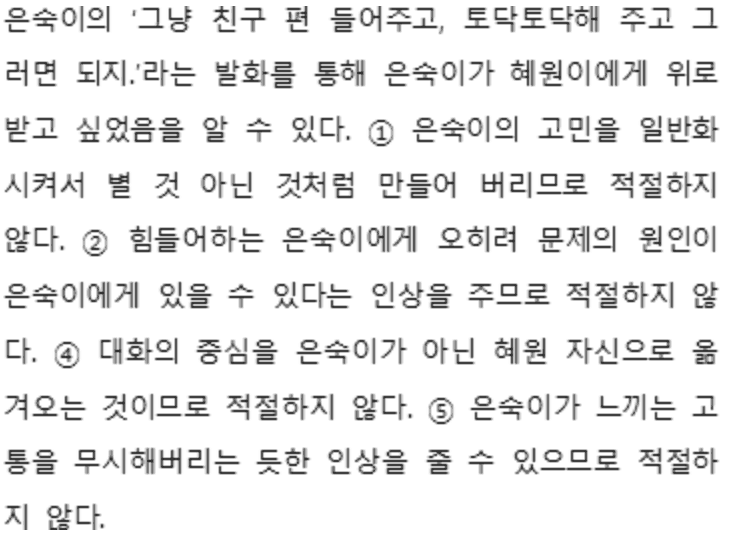 은숙이의 '그냥 친구 편 들어주고, 토닥토닥해 주고 그
러면 되지.'라는 발화를 통해 은숙이가 혜원이에게 위로
받고 싶었음을 알 수 있다. ① 은숙이의 고민을 일반화
시켜서 별 것 아닌 것처럼 만들어 버리므로 적절하지
않다. ② 힘들어하는 은숙이에게 오히려 문제의 원인이
은숙이에게 있을 수 있다는 인상을 주므로 적절하지 않
다. ④ 대화의 중심을 은숙이가 아닌 혜원 자신으로 옮
겨오는 것이므로 적절하지 않다. ⑤ 은숙이가 느끼는 고
통을 무시해버리는 듯한 인상을 줄 수 있으므로 적절하
지 않다.